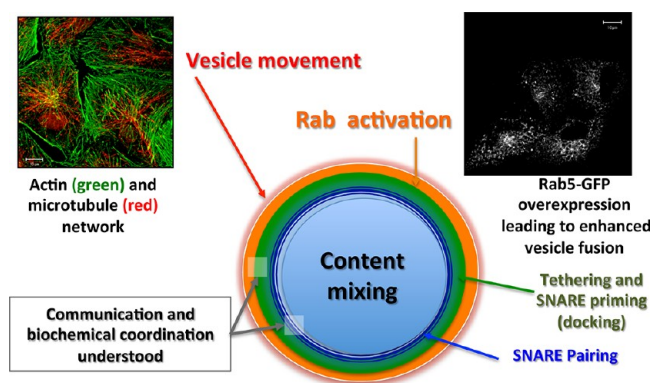 Vesicle movement
Rab activation
Actin (green) and
microtubule (red)
network
Rab5-GFP
overexpression
leading to enhanced
vesicle fusion
Content
mixing
Tethering and
SNARE priming
(docking)
Communication and
biochemical coordination
understood
SNARE Pairing